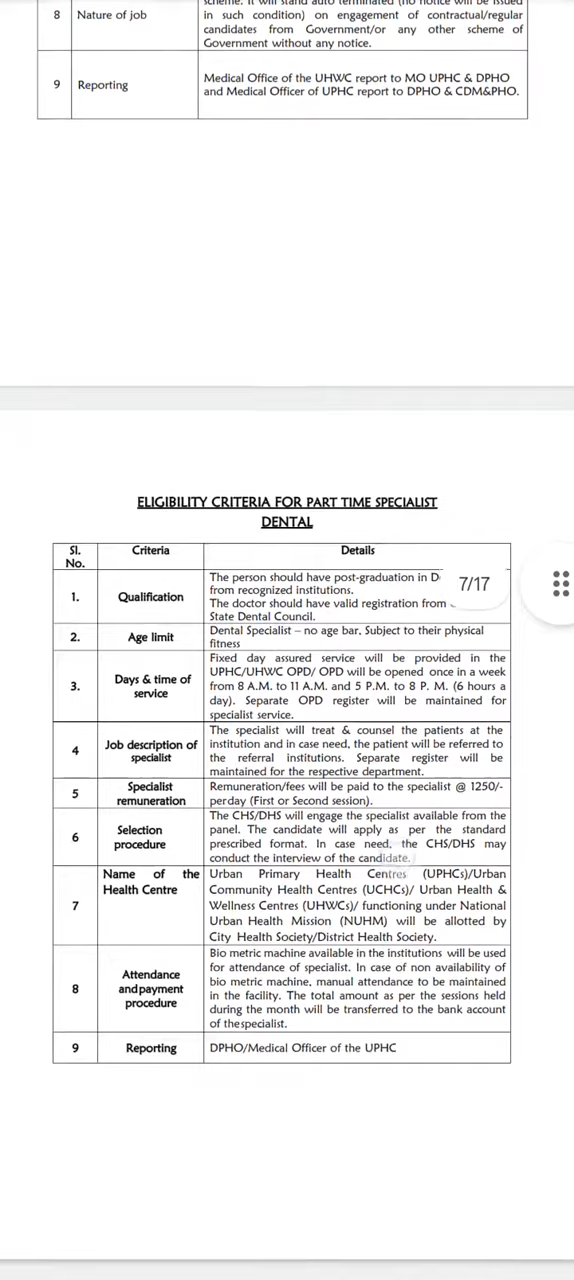 scheme. It will stand auto terminated (no notice will be issued
8 Nature of job in such condition) on engagement of contractual/regular
candidates from Government/or any other scheme of
Government without any notice.
9 Reporting Medical Office of the UHWC report to MO UPHC & DPHO
and Medical Officer of UPHC report to DPHO & CDM&PHO.
ELIGIBILITY CRITERIA FOR PART TIME SPECIALIST
DENTAL
Sl. No. Criteria Details
1. Qualification The person should have post-graduation in
from recognized institutions.
The doctor should have valid registration from
State Dental Council.
7/17
2. Age limit Dental Specialist – no age bar, Subject to their physical
fitness
3. Days & time of service Fixed day assured service will be provided in the
UPHC/UHWC OPD/ OPD will be opened once in a week
from 8 A.M. to 11 A.M. and 5 P.M. to 8 P. M. (6 hours a
day). Separate OPD register will be maintained for
specialist service.
4 Job description of specialist The specialist will treat & counsel the patients at the
institution and in case need, the patient will be referred to
the referral institutions. Separate register will be
maintained for the respective department.
5 Specialist remuneration Remuneration/fees will be paid to the specialist @ 1250/-
perday (First or Second session).
6 Selection procedure The CHS/DHS will engage the specialist available from the
panel. The candidate will apply as per the standard
prescribed format. In case need, the CHS/DHS may
conduct the interview of the candidate.
7 Name of the Health Centre Urban Primary Health Centres (UPHCs)/Urban
Community Health Centres (UCHCs)/ Urban Health &
Wellness Centres (UHWCs)/ functioning under National
Urban Health Mission (NUHM) will be allotted by
City Health Society/District Health Society.
8 Attendance andpayment procedure Bio metric machine available in the institutions will be used
for attendance of specialist. In case of non availability of
bio metric machine, manual attendance to be maintained
in the facility. The total amount as per the sessions held
during the month will be transferred to the bank account
of thespecialist.
9 Reporting DPHO/Medical Officer of the UPHC